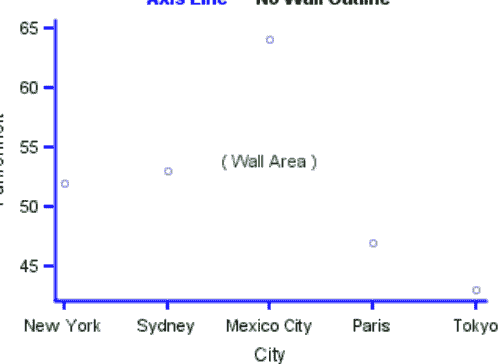 Axis Line No Wall Outline
65
60
55
( Wall Area )
50
45
New York Sydney Mexico City Paris Tokyo
City